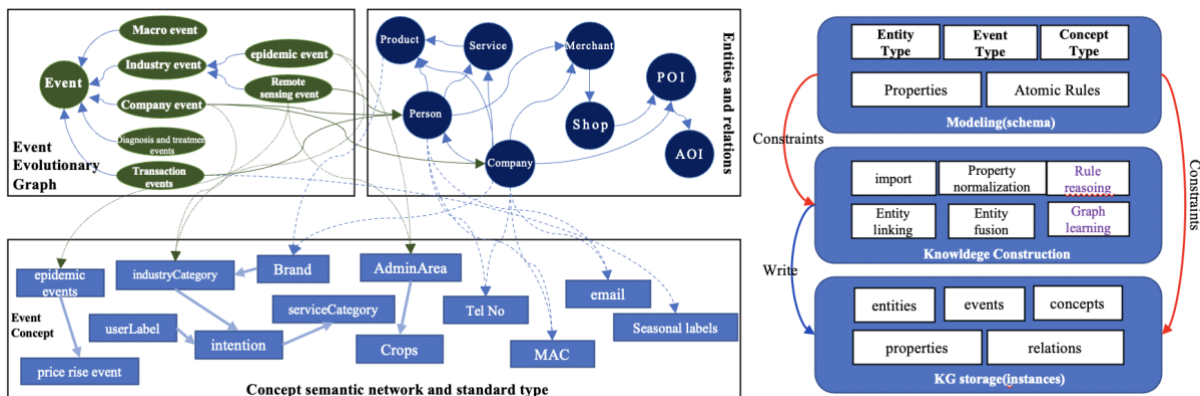 Macro event
Industry event
Event
Company event
Diagnosis and treatment
events
Transaction
events
epidemic event
Remote
sensing event
Event
Evolutionary
Graph
Product
Service
Merchant
Person
Company
Shop
POI
AOI
Entities and relations
epidemic
events
industryCategory
Brand
AdminArea
Tel No
email
Seasonal labels
Event
Concept
userLabel
intention
serviceCategory
Crops
MAC
price rise event
Concept semantic network and standard type
Entity
Type
Event
Type
Concept
Type
Properties
Atomic Rules
Modeling(schema)
Constraints
Constraints
import
Property
normalization
Rule
reasoing
Entity
linking
Entity
fusion
Graph
learning
Knowldege Construction
Write
entities
events
concepts
properties
relations
KG storage(instances)